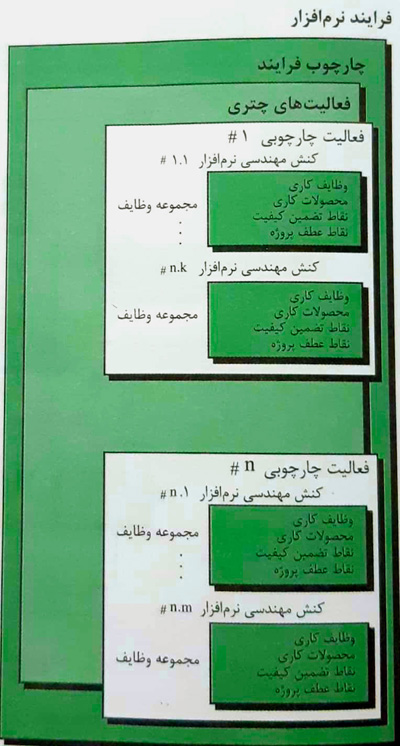 فرایند نرم‌افزار
چارچوب فرایند
فعالیت‌های چتری
فعالیت چارچوبی ۱ #
کنش مهندسی نرم‌افزار ۱.۱ #
مجموعه وظایف
وظایف کاری
محصولات کاری
نقاط تضمین کیفیت
نقاط عطف پروژه
.
.
.
کنش مهندسی نرم‌افزار n.k #
مجموعه وظایف
وظایف کاری
محصولات کاری
نقاط تضمین کیفیت
نقاط عطف پروژه
فعالیت چارچوبی n #
کنش مهندسی نرم‌افزار n.۱ #
مجموعه وظایف
وظایف کاری
محصولات کاری
نقاط تضمین کیفیت
نقاط عطف پروژه
.
.
.
کنش مهندسی نرم‌افزار n.m #
مجموعه وظایف
وظایف کاری
محصولات کاری
نقاط تضمین کیفیت
نقاط عطف پروژه